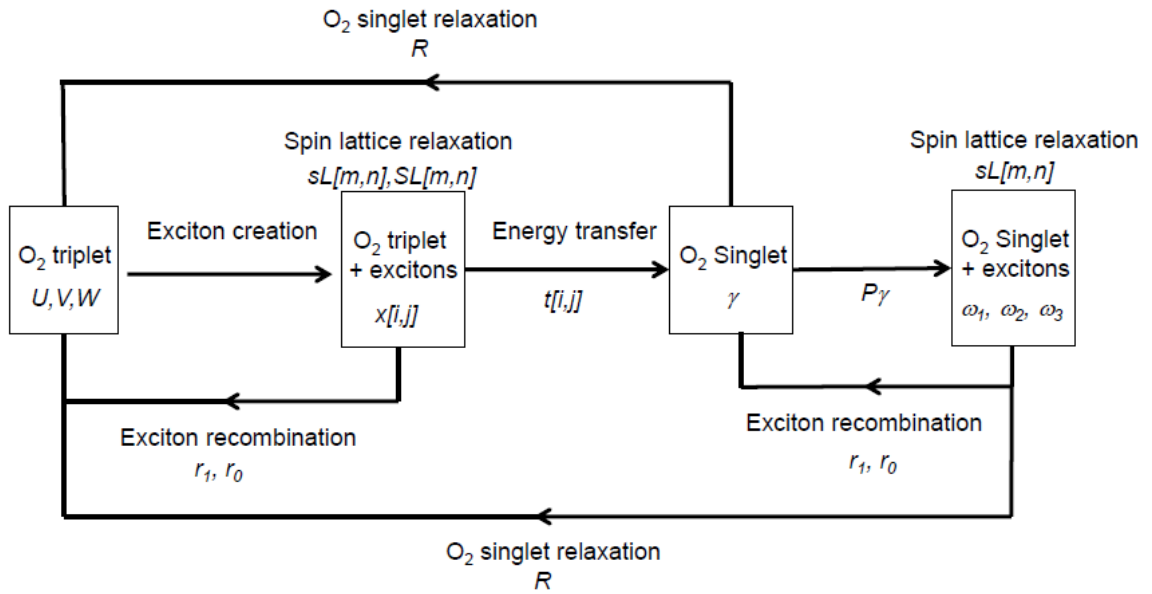 O₂ singlet relaxation
R
Spin lattice relaxation
sL[m,n],SL[m,n]
Spin lattice relaxation
sL[m,n]
O₂ triplet
U,V,W
Exciton creation
O₂ triplet
+ excitons
x[i,j]
Energy transfer
t[i,j]
O₂ Singlet
γ
Pγ
O₂ Singlet
+ excitons
ω₁, ω₂, ω₃
Exciton recombination
r₁, r₀
Exciton recombination
r₁, r₀
O₂ singlet relaxation
R